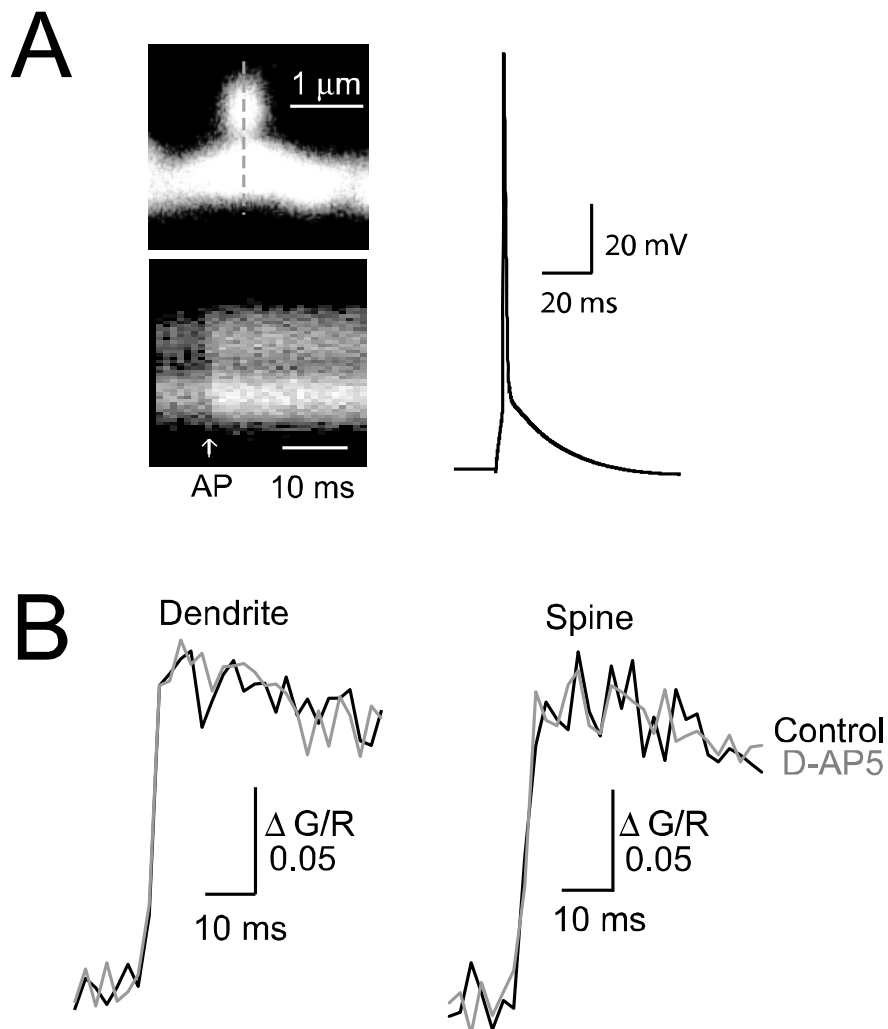 A
1 μm
20 mV
20 ms
AP 10 ms
B
Dendrite
Spine
Control
D-AP5
Δ G/R
0.05
10 ms
Δ G/R
0.05
10 ms